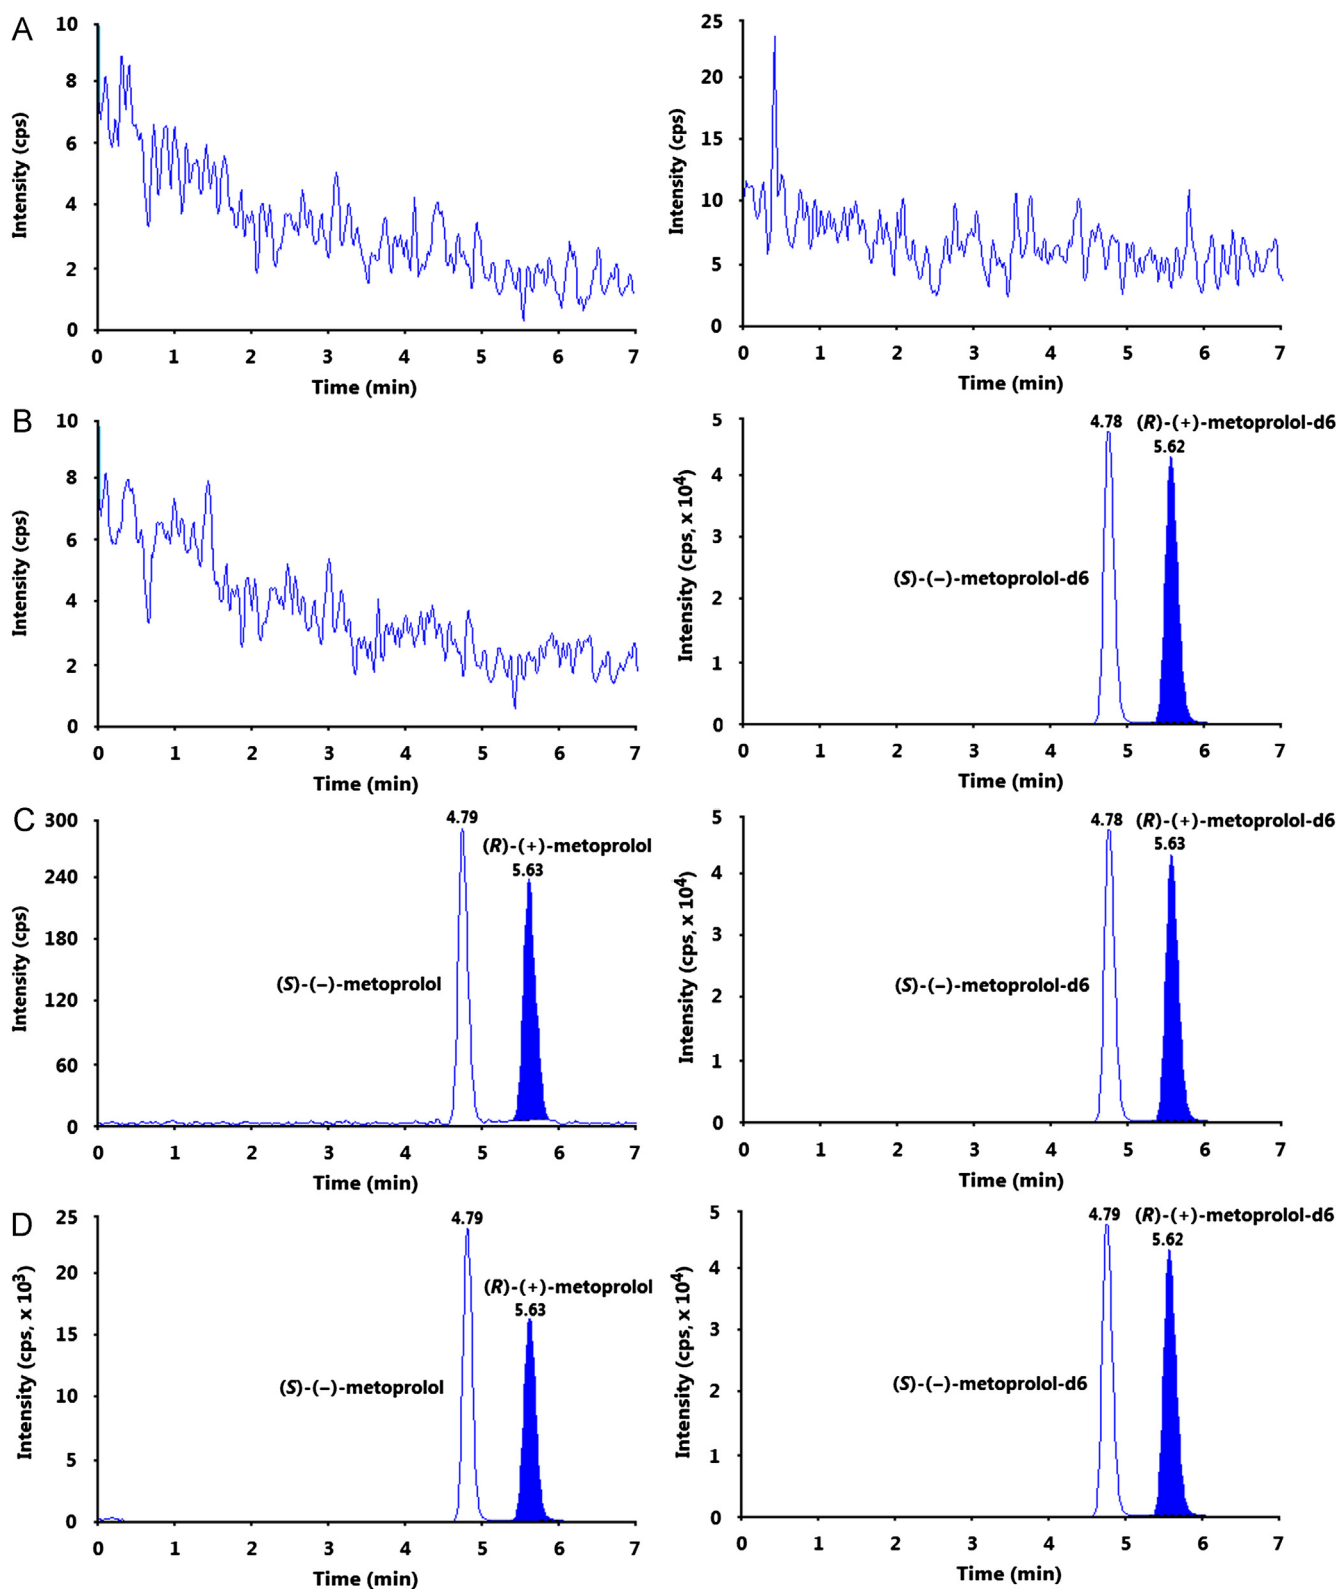 A
10
8
6
4
2
0
Intensity (cps)
0 1 2 3 4 5 6 7
Time (min)
25
20
15
10
5
0
Intensity (cps)
0 1 2 3 4 5 6 7
Time (min)
B
10
8
6
4
2
0
Intensity (cps)
0 1 2 3 4 5 6 7
Time (min)
5
4
3
2
1
0
Intensity (cps, x 10⁴)
4.78
(R)-(+)-metoprolol-d6
5.62
(S)-(−)-metoprolol-d6
0 1 2 3 4 5 6 7
Time (min)
C
300
240
180
120
60
0
Intensity (cps)
4.79
(R)-(+)-metoprolol
5.63
(S)-(−)-metoprolol
0 1 2 3 4 5 6 7
Time (min)
5
4
3
2
1
0
Intensity (cps, x 10⁴)
4.78
(R)-(+)-metoprolol-d6
5.63
(S)-(−)-metoprolol-d6
0 1 2 3 4 5 6 7
Time (min)
D
25
20
15
10
5
0
Intensity (cps, x 10³)
4.79
(R)-(+)-metoprolol
5.63
(S)-(−)-metoprolol
0 1 2 3 4 5 6 7
Time (min)
5
4
3
2
1
0
Intensity (cps, x 10⁴)
4.79
(R)-(+)-metoprolol-d6
5.62
(S)-(−)-metoprolol-d6
0 1 2 3 4 5 6 7
Time (min)